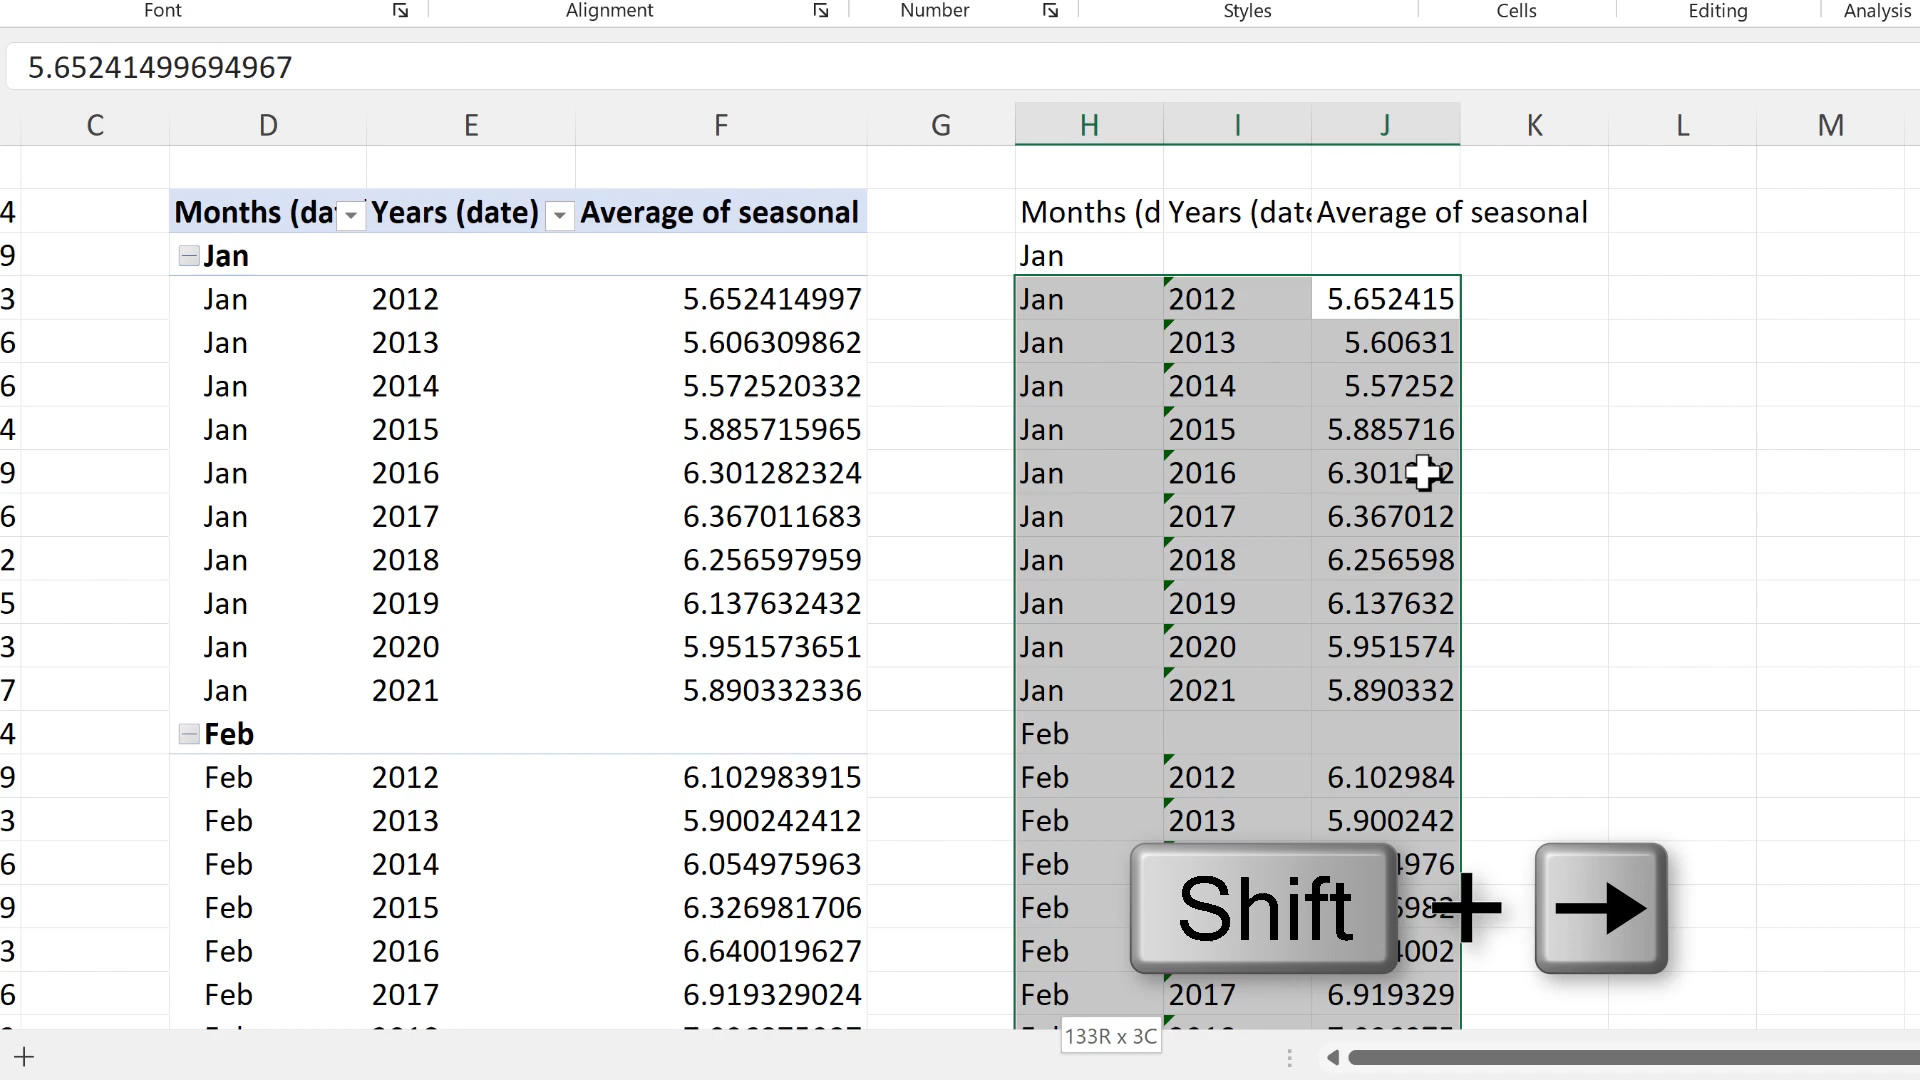 Font Alignment Number Styles Cells Editing Analysis
5.65241499694967
C D E F G H I J K L M
4 Months (da Years (date) Average of seasonal Months (d Years (date Average of seasonal
9 Jan Jan
3 Jan 2012 5.652414997 Jan 2012 5.652415
6 Jan 2013 5.606309862 Jan 2013 5.60631
6 Jan 2014 5.572520332 Jan 2014 5.57252
4 Jan 2015 5.885715965 Jan 2015 5.885716
9 Jan 2016 6.301282324 Jan 2016
6 Jan 2017 6.367011683 Jan 2017 6.367012
2 Jan 2018 6.256597959 Jan 2018 6.256598
5 Jan 2019 6.137632432 Jan 2019 6.137632
3 Jan 2020 5.951573651 Jan 2020 5.951574
7 Jan 2021 5.890332336 Jan 2021 5.890332
4 Feb Feb
9 Feb 2012 6.102983915 Feb 2012 6.102984
3 Feb 2013 5.900242412 Feb 2013 5.900242
6 Feb 2014 6.054975963 Feb 4976
9 Feb 2015 6.326981706 Feb
3 Feb 2016 6.640019627 Feb 4002
6 Feb 2017 6.919329024 Feb 2017 6.919329
Shift +
133R x 3C